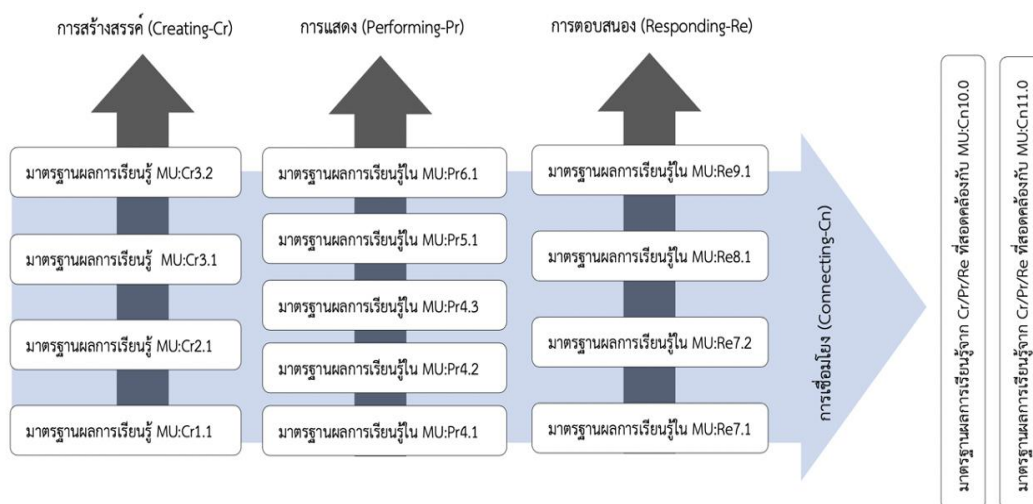 การสร้างสรรค์ (Creating-Cr)
การแสดง (Performing-Pr)
การตอบสนอง (Responding-Re)
มาตรฐานผลการเรียนรู้ MU:Cr3.2
มาตรฐานผลการเรียนรู้ MU:Cr3.1
มาตรฐานผลการเรียนรู้ MU:Cr2.1
มาตรฐานผลการเรียนรู้ MU:Cr1.1
มาตรฐานผลการเรียนรู้ใน MU:Pr6.1
มาตรฐานผลการเรียนรู้ใน MU:Pr5.1
มาตรฐานผลการเรียนรู้ใน MU:Pr4.3
มาตรฐานผลการเรียนรู้ใน MU:Pr4.2
มาตรฐานผลการเรียนรู้ใน MU:Pr4.1
มาตรฐานผลการเรียนรู้ใน MU:Re9.1
มาตรฐานผลการเรียนรู้ใน MU:Re8.1
มาตรฐานผลการเรียนรู้ใน MU:Re7.2
มาตรฐานผลการเรียนรู้ใน MU:Re7.1
การเชื่อมโยง (Connecting-Cn)
มาตรฐานผลการเรียนรู้จาก Cr/Pr/Re ที่สอดคล้องกับ MU:Cn10.0
มาตรฐานผลการเรียนรู้จาก Cr/Pr/Re ที่สอดคล้องกับ MU:Cn11.0